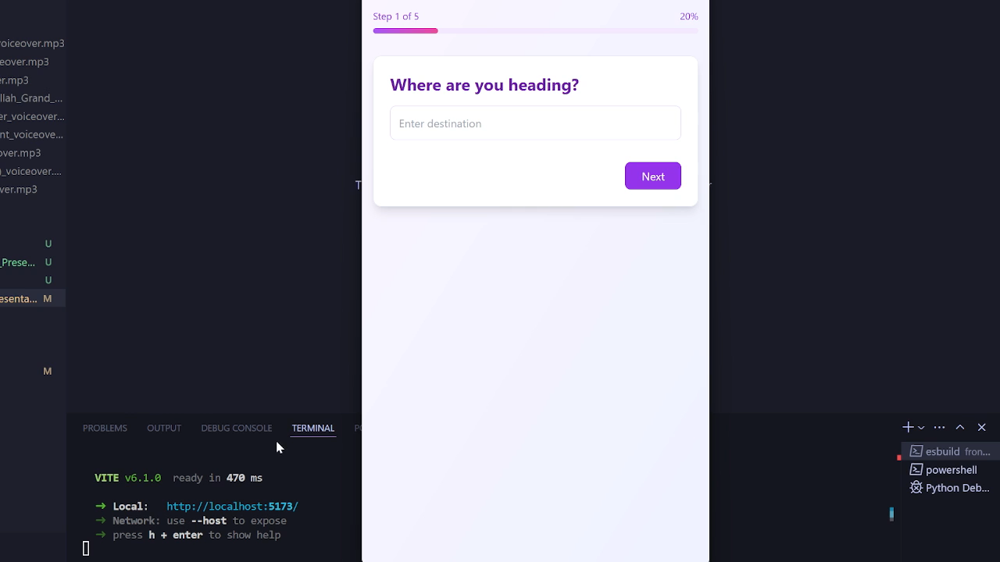 voiceover.mp3
eover.mp3
er.mp3
llah_Grand_...
er_voiceover...
nt_voiceove...
over.mp3
)_voiceover....
ver.mp3
U
_Prese... U
U
esenta... M
M
Step 1 of 5 20%
Where are you heading?
Enter destination
Next
T
r
PROBLEMS OUTPUT DEBUG CONSOLE TERMINAL PO
VITE v6.1.0 ready in 470 ms
➜ Local: http://localhost:5173/
➜ Network: use --host to expose
➜ press h + enter to show help
esbuild fron...
powershell
Python Deb...